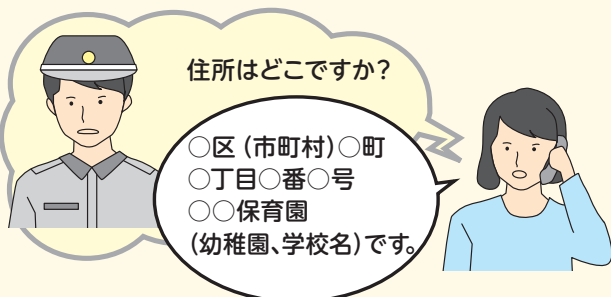 住所はどこですか?
○区(市町村)○町
○丁目○番○号
○○保育園
(幼稚園、学校名)です。